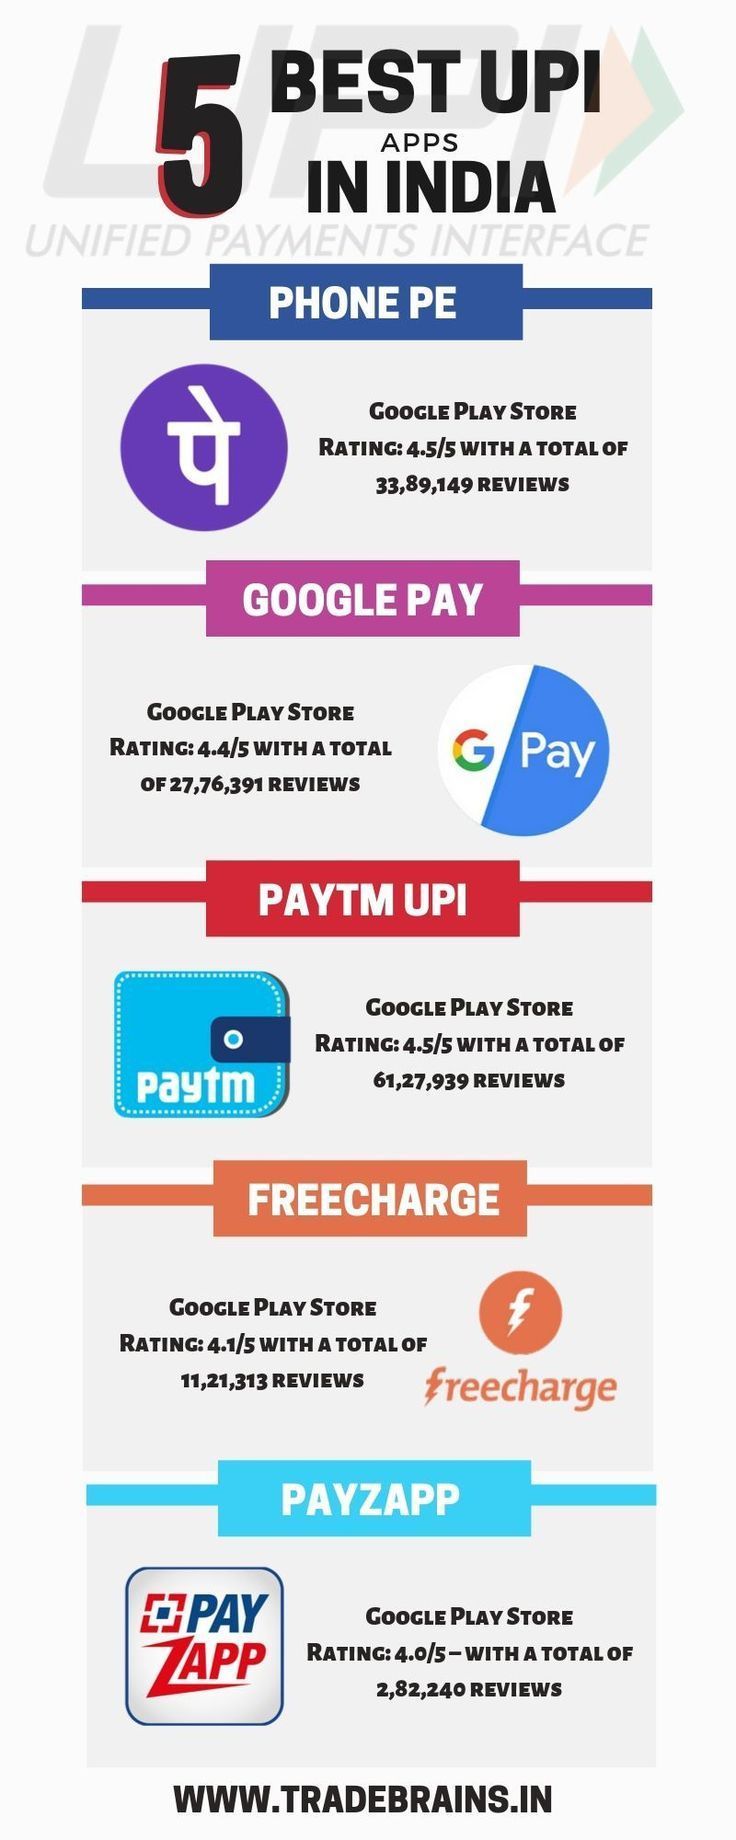 UPI
5 BEST UPI
APPS
IN INDIA
UNIFIED PAYMENTS INTERFACE
PHONE PE
पे
GOOGLE PLAY STORE
RATING: 4.5/5 WITH A TOTAL OF
33,89,149 REVIEWS
GOOGLE PAY
GOOGLE PLAY STORE
RATING: 4.4/5 WITH A TOTAL
OF 27,76,391 REVIEWS
G Pay
PAYTM UPI
paytm
GOOGLE PLAY STORE
RATING: 4.5/5 WITH A TOTAL OF
61,27,939 REVIEWS
FREECHARGE
GOOGLE PLAY STORE
RATING: 4.1/5 WITH A TOTAL OF
11,21,313 REVIEWS
f
freecharge
PAYZAPP
PAY
ZAPP
GOOGLE PLAY STORE
RATING: 4.0/5 – WITH A TOTAL OF
2,82,240 REVIEWS
WWW.TRADEBRAINS.IN